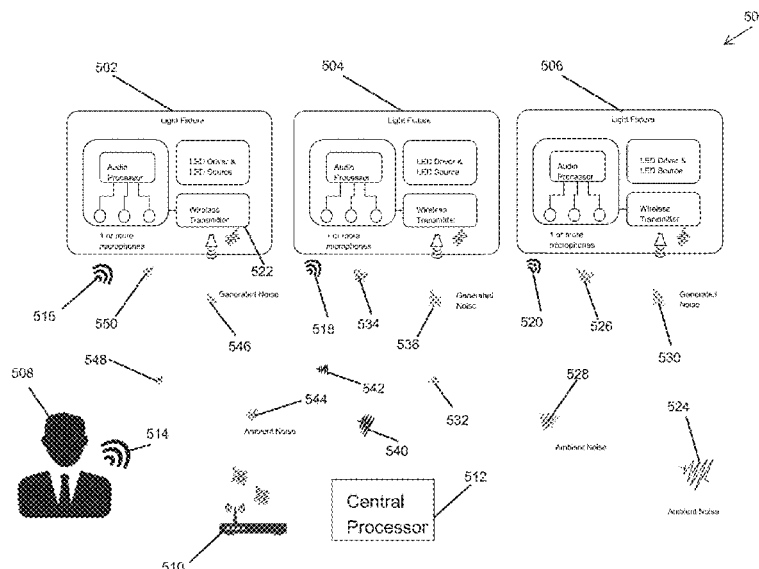 50
502
504
506
Light Fixture
Audio
Processor
LED Driver &
LED Source
Wireless
Transmitter
1 or more
microphones
522
Light Fixture
Audio
Processor
LED Driver &
LED Source
Wireless
Transmitter
1 or more
microphones
Light Fixture
Audio
Processor
LED Driver &
LED Source
Wireless
Transmitter
1 or more
microphones
516
550
Generated Noise
546
518
534
Generated
Noise
536
520
526
Generated
Noise
530
548
508
514
544
Ambient Noise
542
540
532
528
Ambient Noise
524
Ambient Noise
512
Central
Processor
510